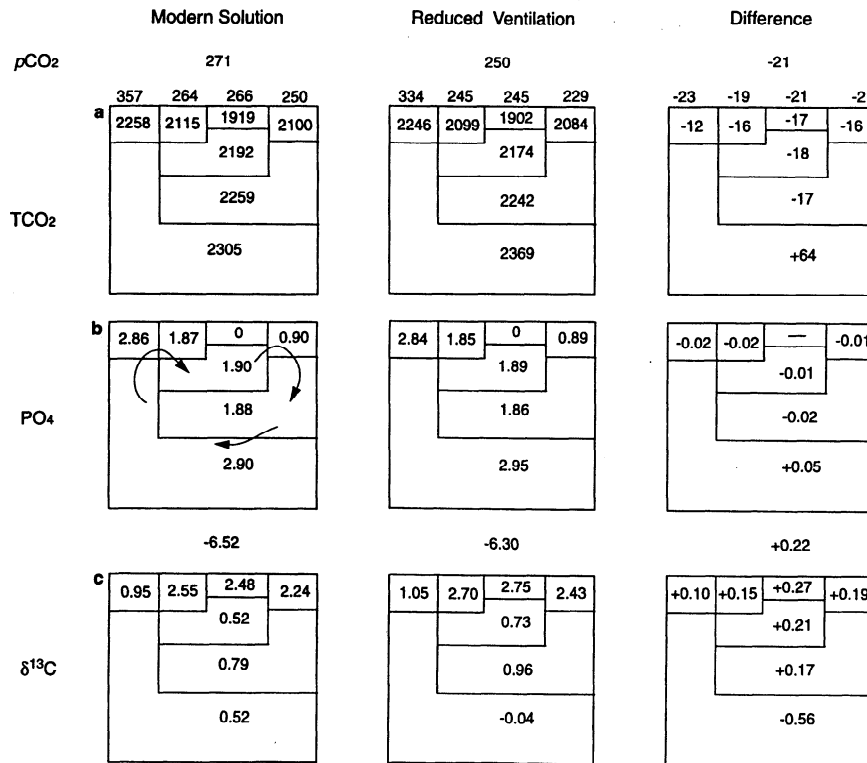 Modern Solution Reduced Ventilation Difference
pCO2 271 250 -21
357 264 266 250 334 245 245 229 -23 -19 -21 -2
a 2258 2115 1919 2100 2246 2099 1902 2084 -12 -16 -17 -16
2192 2174 -18
2259 2242 -17
TCO2
2305 2369 +64
b 2.86 1.87 0 0.90 2.84 1.85 0 0.89 -0.02 -0.02 — -0.01
1.90 1.89 -0.01
PO4 1.88 1.86 -0.02
2.90 2.95 +0.05
-6.52 -6.30 +0.22
c 0.95 2.55 2.48 2.24 1.05 2.70 2.75 2.43 +0.10 +0.15 +0.27 +0.19
0.52 0.73 +0.21
δ13C 0.79 0.96 +0.17
0.52 -0.04 -0.56